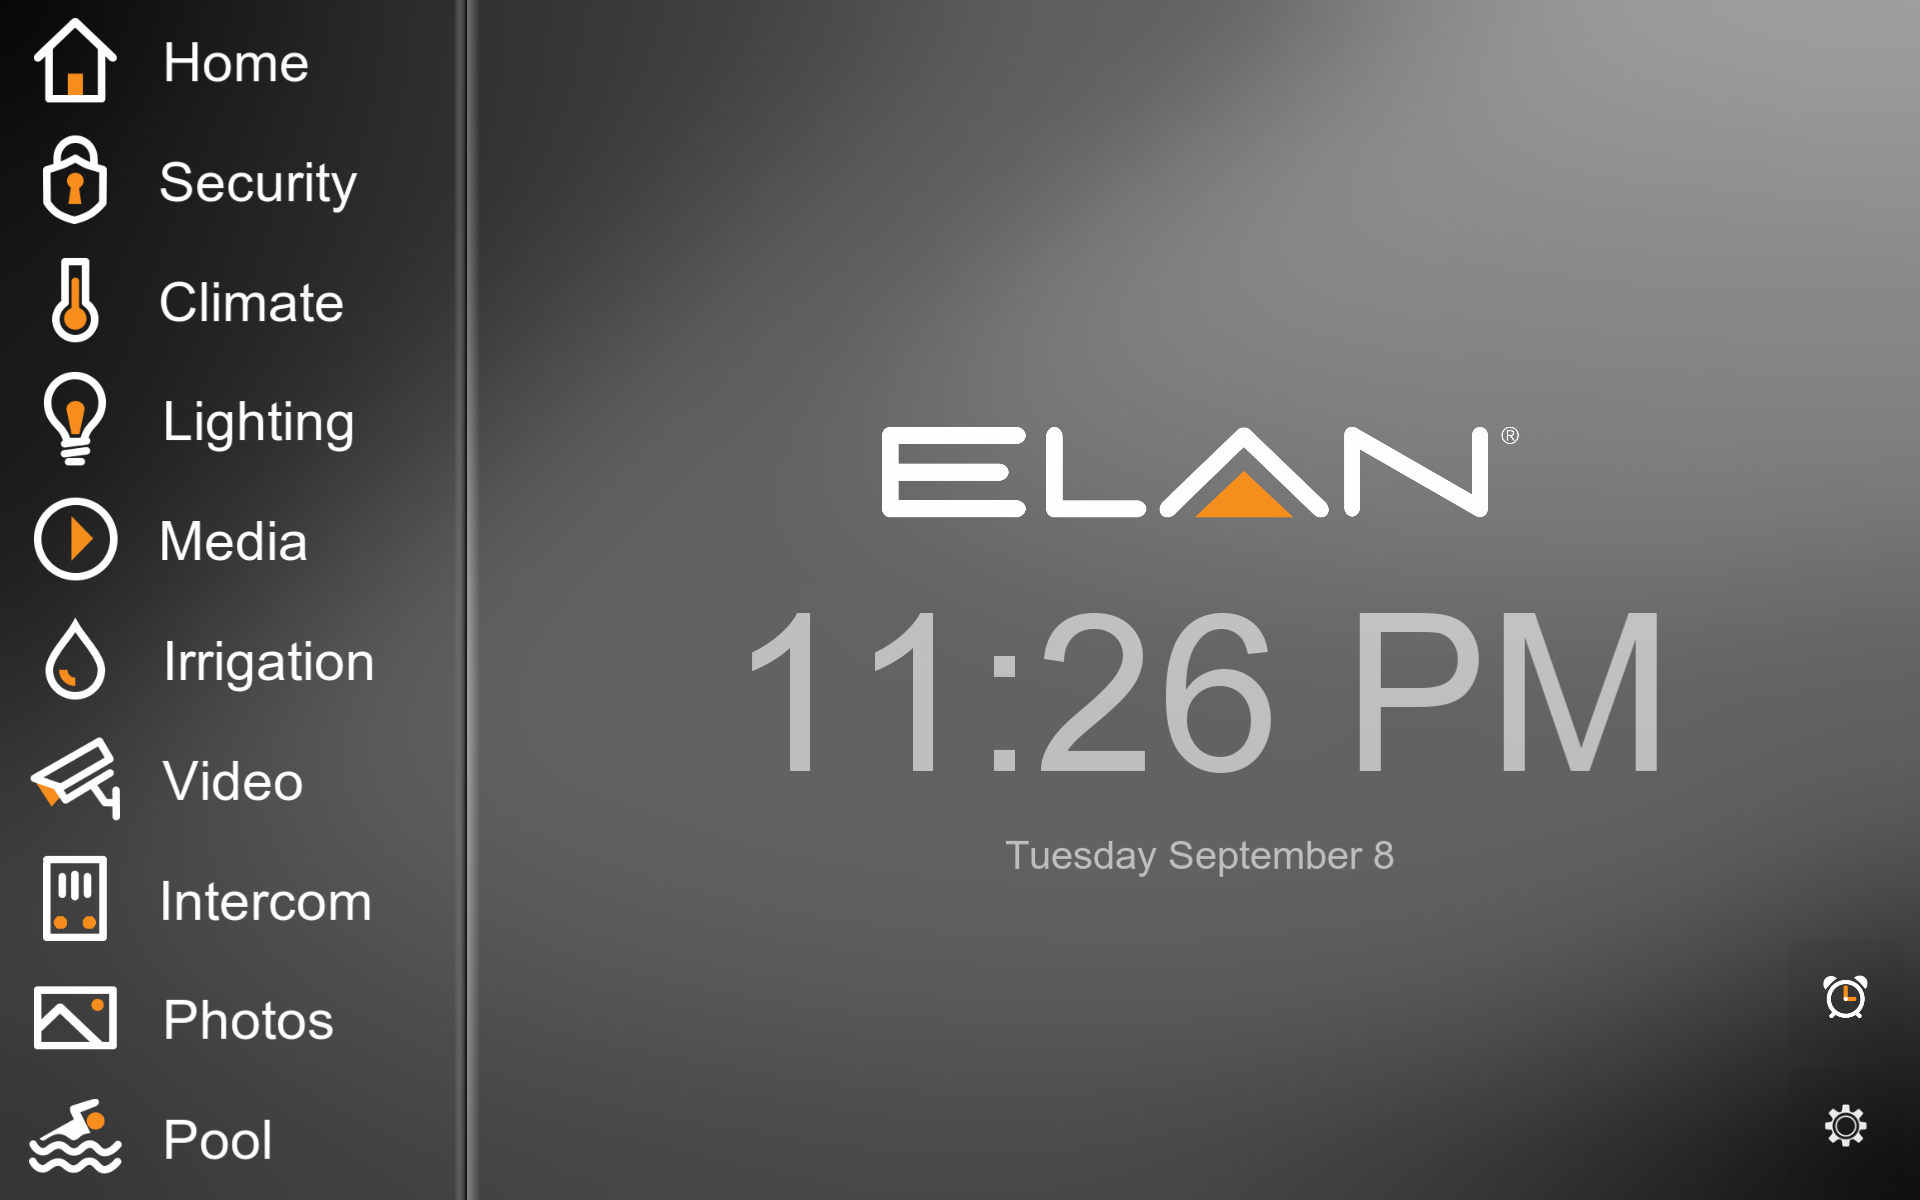 Home
Security
Climate
Lighting
Media
Irrigation
Video
Intercom
Photos
Pool
ELAN®
11:26 PM
Tuesday September 8